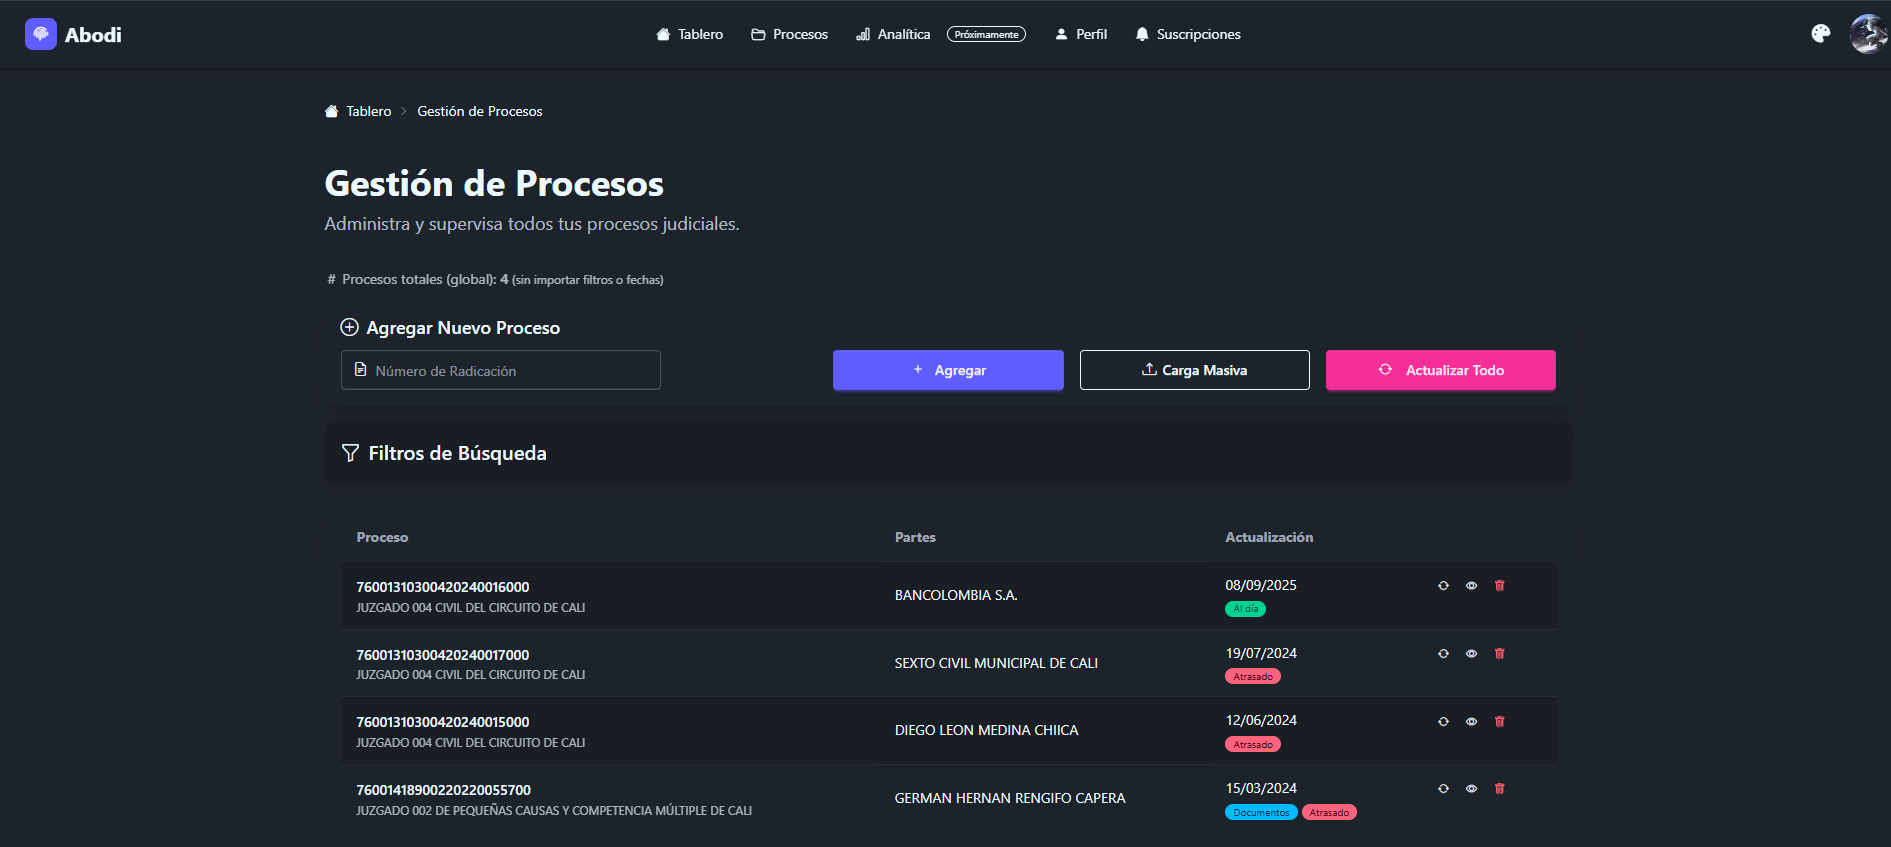 Abodi
Tablero
Procesos
Analítica
Próximamente
Perfil
Suscripciones
Tablero > Gestión de Procesos
Gestión de Procesos
Administra y supervisa todos tus procesos judiciales.
# Procesos totales (global): 4 (sin importar filtros o fechas)
Agregar Nuevo Proceso
Número de Radicación
+ Agregar
Carga Masiva
Actualizar Todo
Filtros de Búsqueda
Proceso Partes Actualización
76001310300420240016000
JUZGADO 004 CIVIL DEL CIRCUITO DE CALI
BANCOLOMBIA S.A.
08/09/2025
Al día
76001310300420240017000
JUZGADO 004 CIVIL DEL CIRCUITO DE CALI
SEXTO CIVIL MUNICIPAL DE CALI
19/07/2024
Atrasado
76001310300420240015000
JUZGADO 004 CIVIL DEL CIRCUITO DE CALI
DIEGO LEON MEDINA CHIICA
12/06/2024
Atrasado
76001418900220220055700
JUZGADO 002 DE PEQUEÑAS CAUSAS Y COMPETENCIA MÚLTIPLE DE CALI
GERMAN HERNAN RENGIFO CAPERA
15/03/2024
Documentos Atrasado